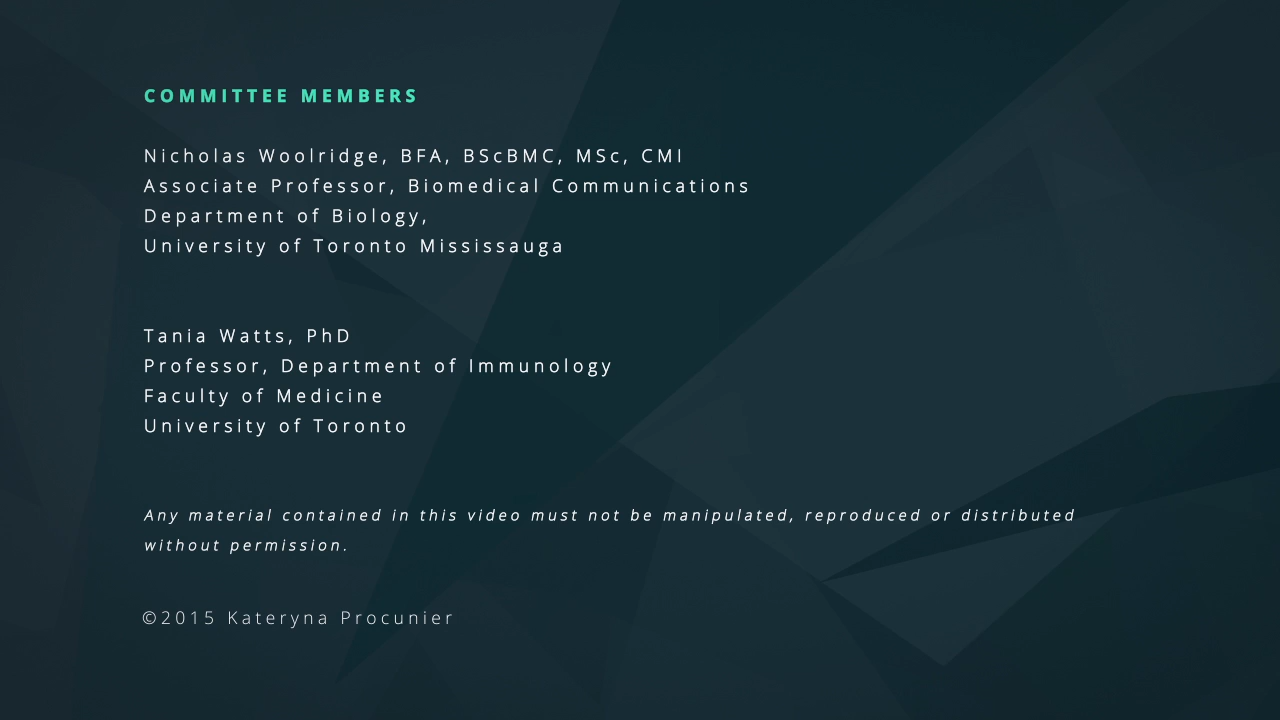 COMMITTEE MEMBERS
Nicholas Woolridge, BFA, BScBMC, MSc, CMI
Associate Professor, Biomedical Communications
Department of Biology,
University of Toronto Mississauga
Tania Watts, PhD
Professor, Department of Immunology
Faculty of Medicine
University of Toronto
Any material contained in this video must not be manipulated, reproduced or distributed
without permission.
©2015 Kateryna Procunier